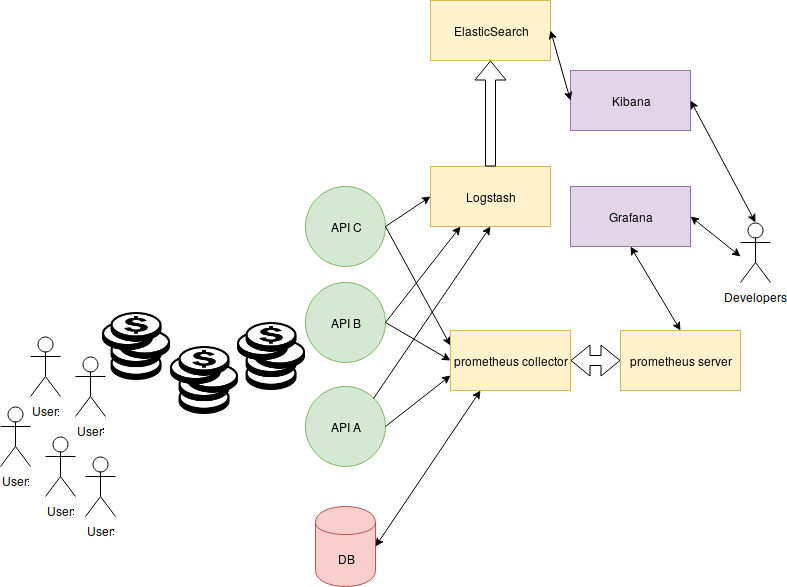 ElasticSearch
Kibana
Logstash
API C
Grafana
Developers
API B
prometheus collector
prometheus server
$
$
$
User:
User:
API A
User:
User:
User:
DB